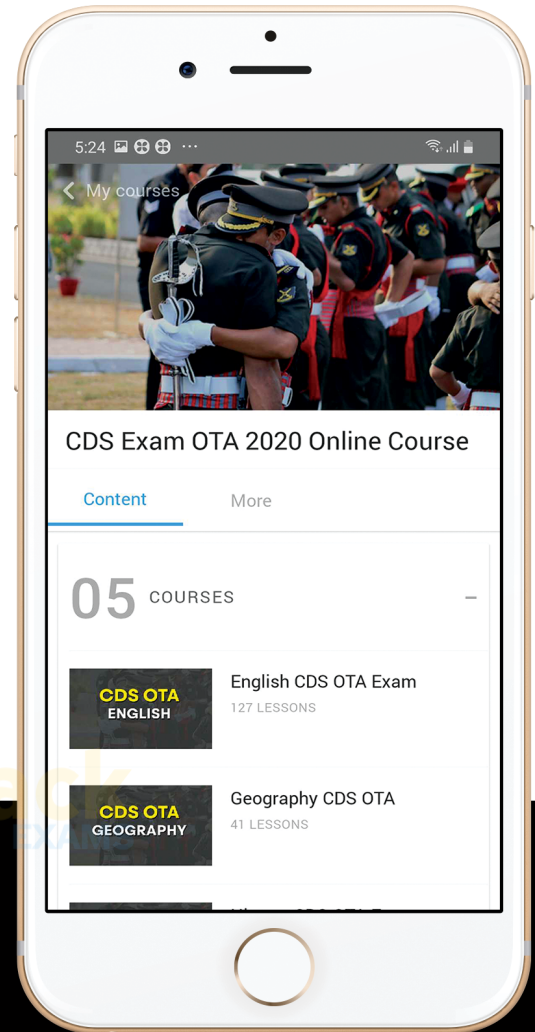 5:24
My courses
CDS Exam OTA 2020 Online Course
Content
More
05 COURSES
CDS OTA
ENGLISH
English CDS OTA Exam
127 LESSONS
CDS OTA
GEOGRAPHY
Geography CDS OTA
41 LESSONS